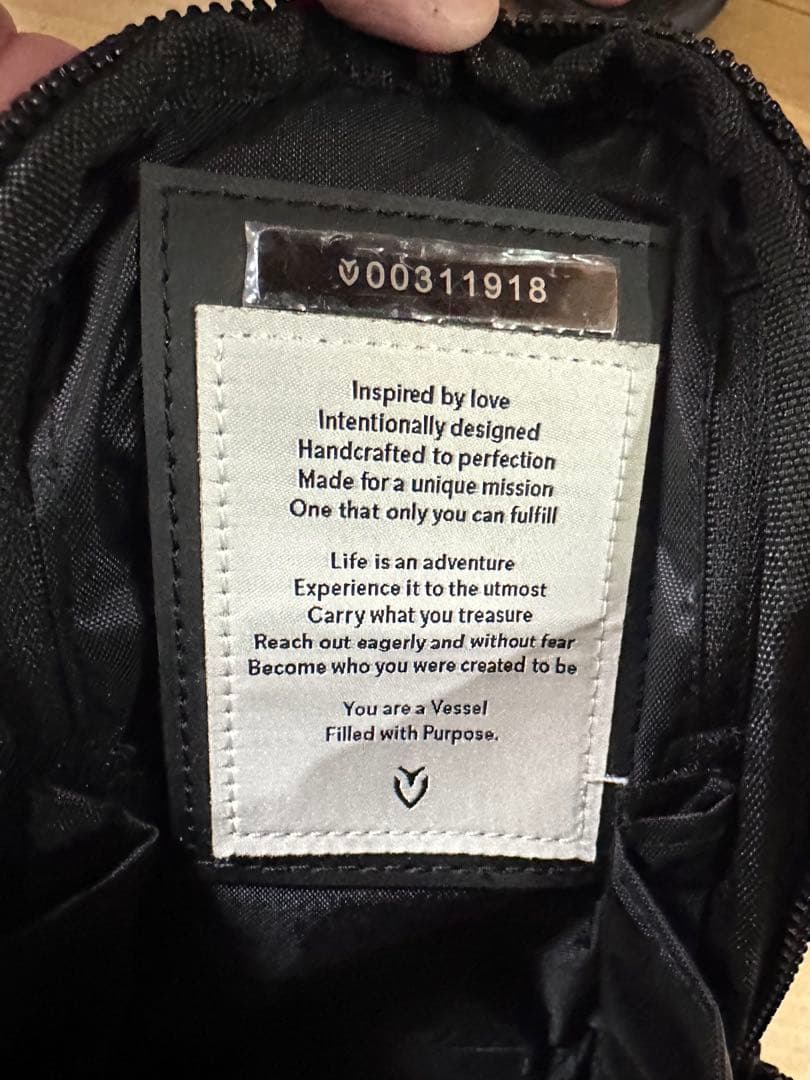 00311918
Inspired by love
Intentionally designed
Handcrafted to perfection
Made for a unique mission
One that only you can fulfill
Life is an adventure
Experience it to the utmost
Carry what you treasure
Reach out eagerly and without fear
Become who you were created to be
You are a Vessel
Filled with Purpose.